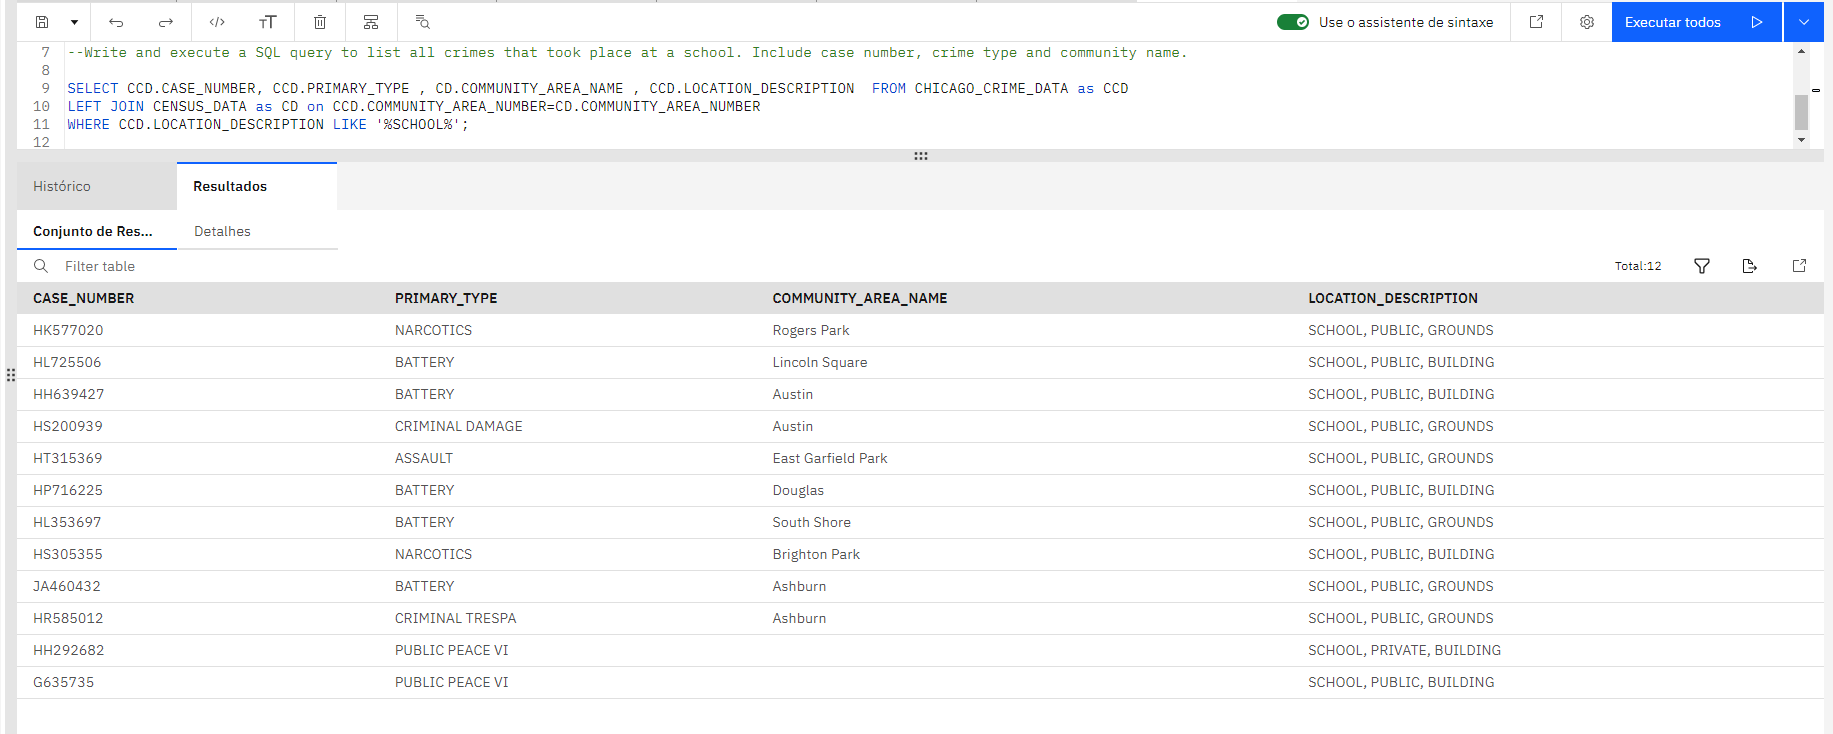 </>
Use o assistente de sintaxe
Executar todos
7 --Write and execute a SQL query to list all crimes that took place at a school. Include case number, crime type and community name.
8
9 SELECT CCD.CASE_NUMBER, CCD.PRIMARY_TYPE , CD.COMMUNITY_AREA_NAME , CCD.LOCATION_DESCRIPTION  FROM CHICAGO_CRIME_DATA as CCD
10 LEFT JOIN CENSUS_DATA as CD on CCD.COMMUNITY_AREA_NUMBER=CD.COMMUNITY_AREA_NUMBER
11 WHERE CCD.LOCATION_DESCRIPTION LIKE '%SCHOOL%';
12
Histórico Resultados
Conjunto de Res... Detalhes
Filter table Total:12
CASE_NUMBER PRIMARY_TYPE COMMUNITY_AREA_NAME LOCATION_DESCRIPTION
HK577020 NARCOTICS Rogers Park SCHOOL, PUBLIC, GROUNDS
HL725506 BATTERY Lincoln Square SCHOOL, PUBLIC, BUILDING
HH639427 BATTERY Austin SCHOOL, PUBLIC, BUILDING
HS200939 CRIMINAL DAMAGE Austin SCHOOL, PUBLIC, GROUNDS
HT315369 ASSAULT East Garfield Park SCHOOL, PUBLIC, GROUNDS
HP716225 BATTERY Douglas SCHOOL, PUBLIC, BUILDING
HL353697 BATTERY South Shore SCHOOL, PUBLIC, GROUNDS
HS305355 NARCOTICS Brighton Park SCHOOL, PUBLIC, BUILDING
JA460432 BATTERY Ashburn SCHOOL, PUBLIC, GROUNDS
HR585012 CRIMINAL TRESPA Ashburn SCHOOL, PUBLIC, GROUNDS
HH292682 PUBLIC PEACE VI SCHOOL, PRIVATE, BUILDING
G635735 PUBLIC PEACE VI SCHOOL, PUBLIC, BUILDING